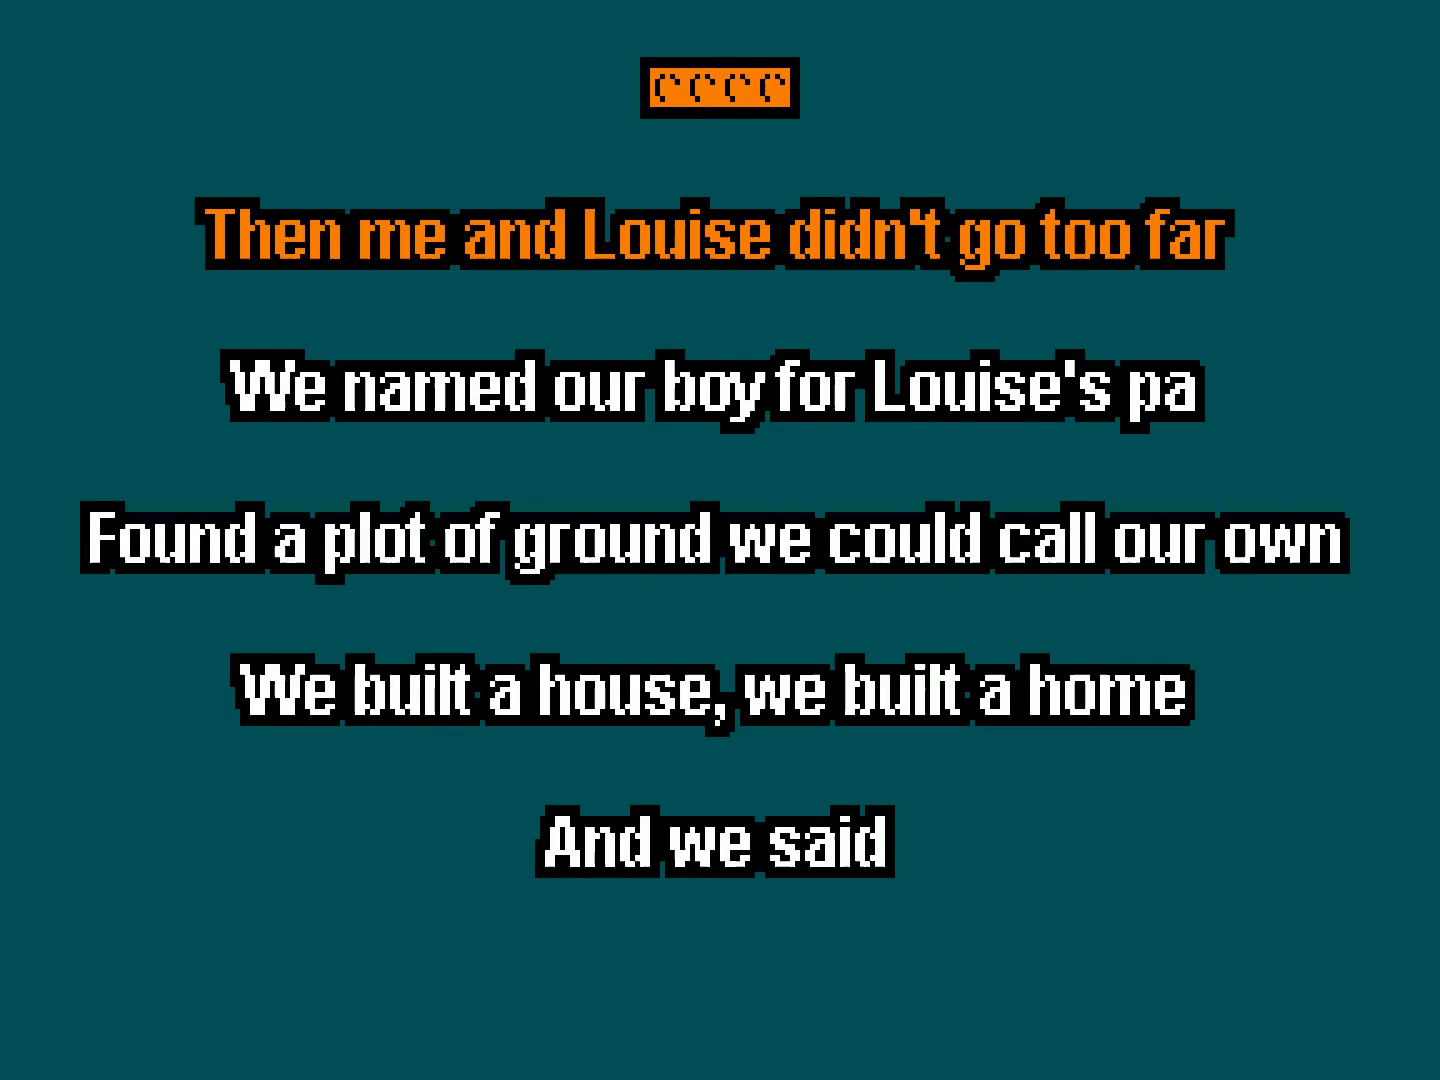 Then me and Louise didn't go too far
We named our boy for Louise's pa
Found a plot of ground we could call our own
We built a house, we built a home
And we said